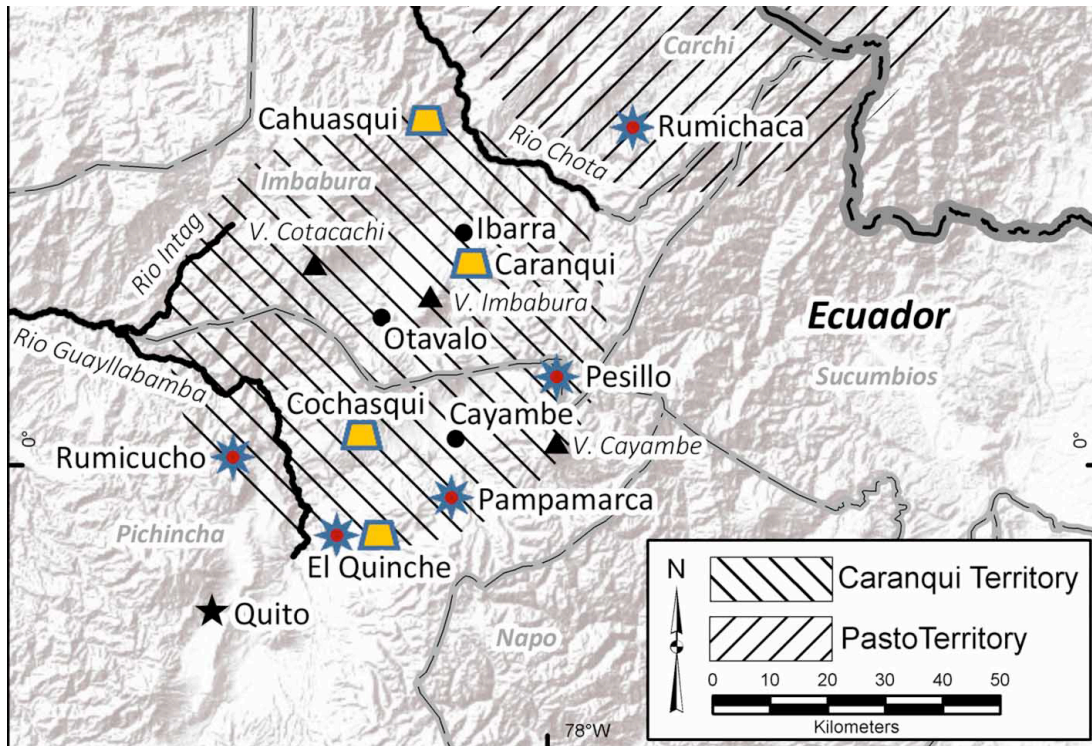 Carchi
Cahuasqui
Rumichaca
Rio Chota
Imbabura
Ibarra
V. Cotacachi
Rio Intag
Caranqui
V. Imbabura
Ecuador
Otavalo
Rio Guayllabamba
Pesillo
Sucumbios
Cochasqui
Cayambe
V. Cayambe
0°
0°
Rumicucho
Pampamarca
Pichincha
El Quinche
Quito
Napo
78°W
N
Caranqui Territory
PastoTerritory
0 10 20 30 40 50
Kilometers